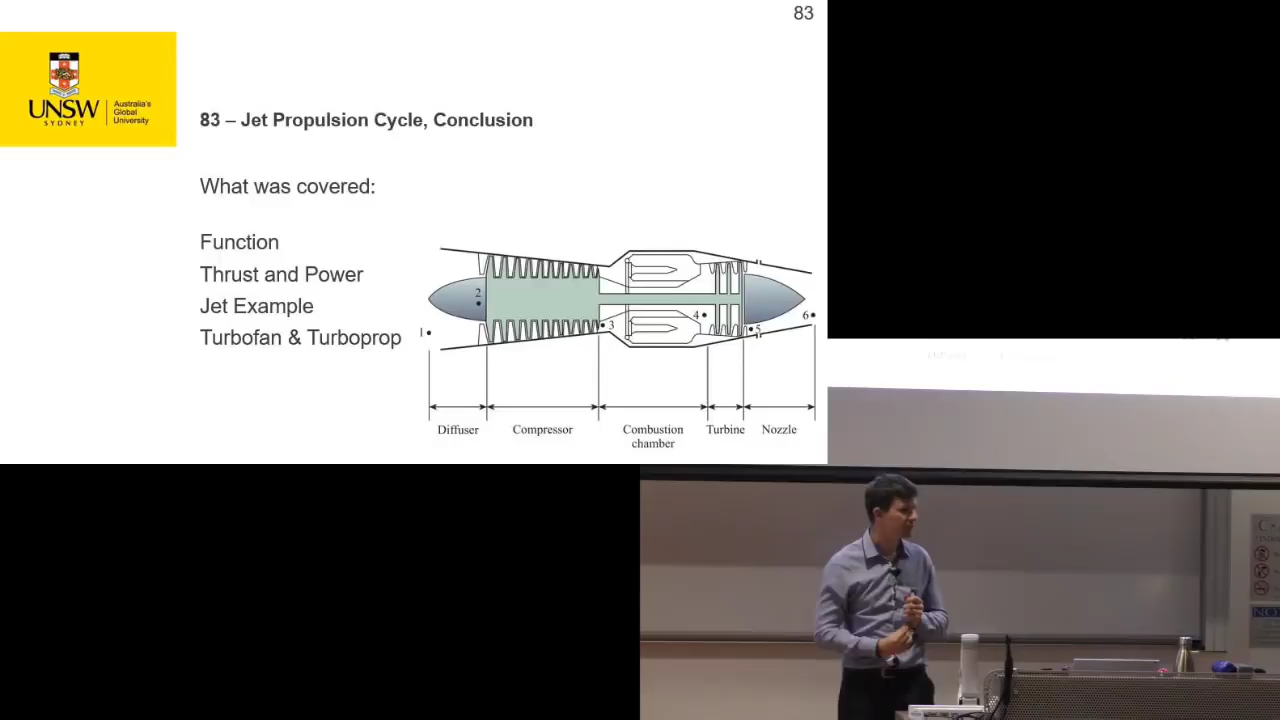 83
UNSW
SYDNEY
Australia's
Global
University
83 – Jet Propulsion Cycle, Conclusion
What was covered:
Function
Thrust and Power
Jet Example
Turbofan & Turboprop
1
2
3
4
5
6
Diffuser
Compressor
Combustion
chamber
Turbine
Nozzle